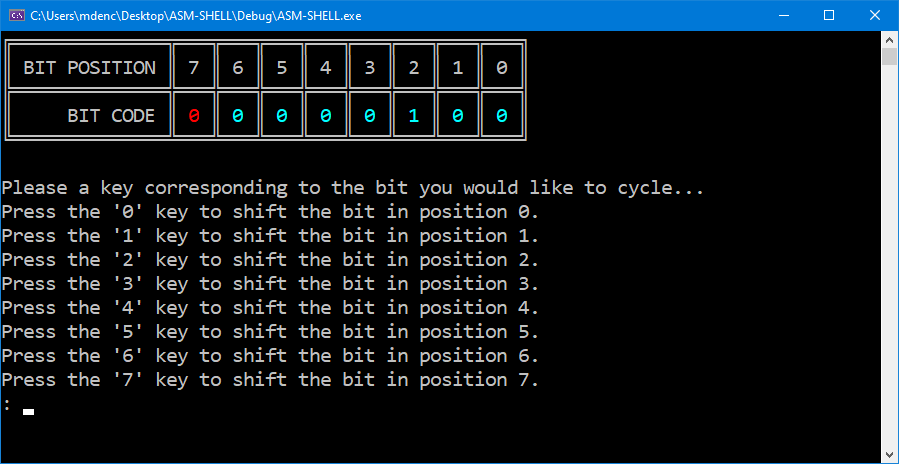 C:\Users\mdenc\Desktop\ASM-SHELL\Debug\ASM-SHELL.exe
BIT POSITION 7 6 5 4 3 2 1 0
BIT CODE 0 0 0 0 0 1 0 0
Please a key corresponding to the bit you would like to cycle...
Press the '0' key to shift the bit in position 0.
Press the '1' key to shift the bit in position 1.
Press the '2' key to shift the bit in position 2.
Press the '3' key to shift the bit in position 3.
Press the '4' key to shift the bit in position 4.
Press the '5' key to shift the bit in position 5.
Press the '6' key to shift the bit in position 6.
Press the '7' key to shift the bit in position 7.
: _